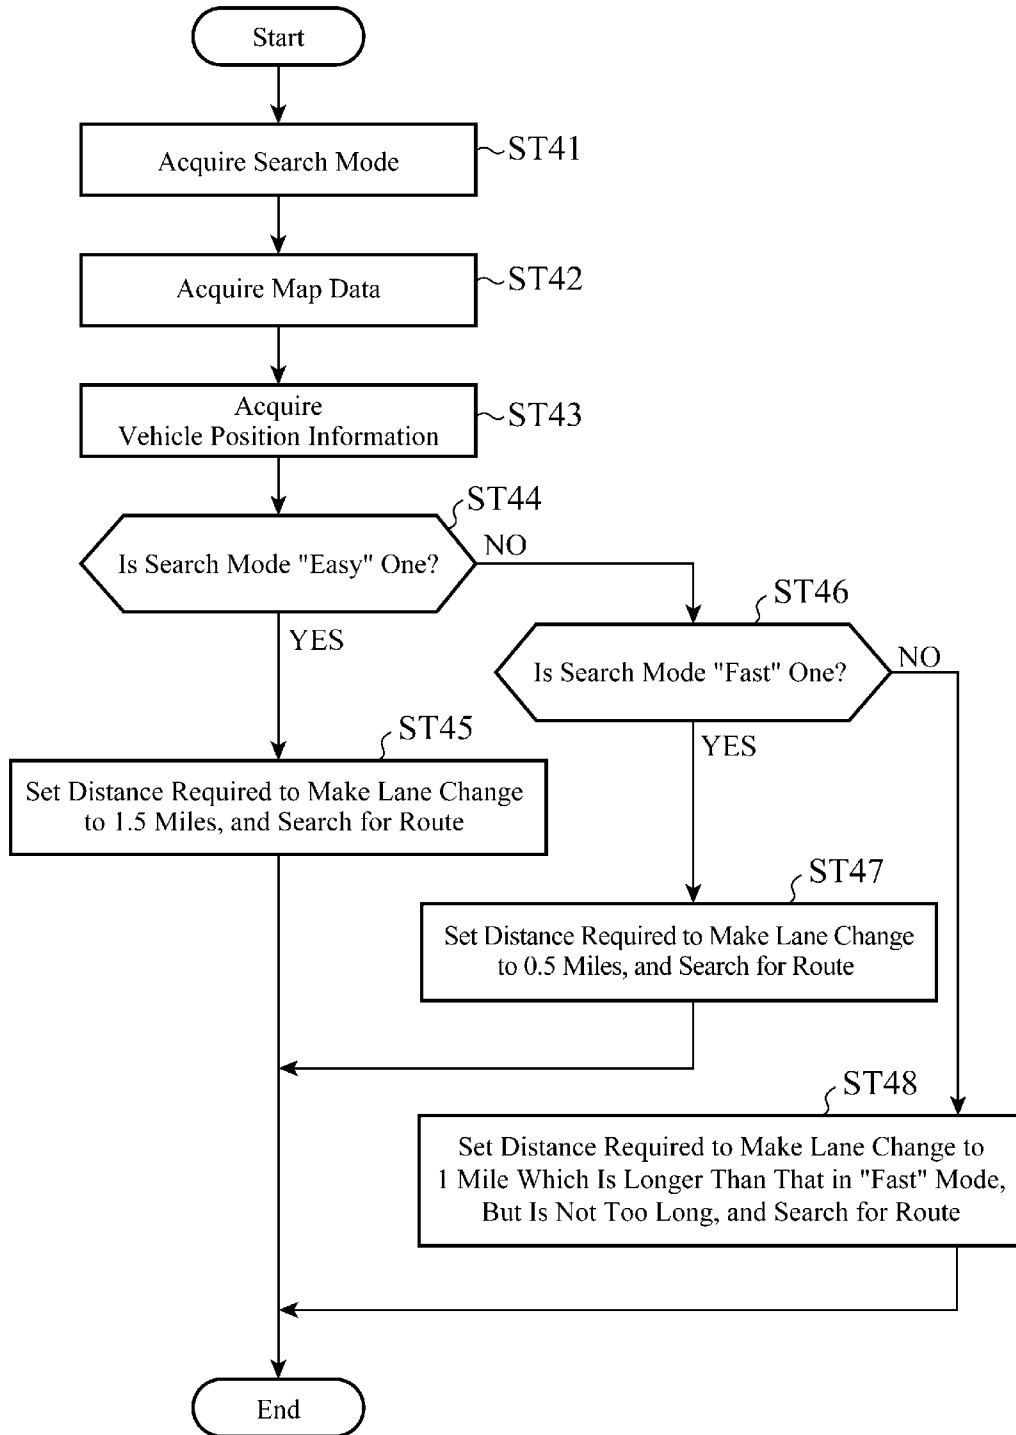 Start
Acquire Search Mode
ST41
Acquire Map Data
ST42
Acquire
Vehicle Position Information
ST43
ST44
Is Search Mode "Easy" One?
NO
YES
ST46
Is Search Mode "Fast" One?
NO
YES
ST45
Set Distance Required to Make Lane Change
to 1.5 Miles, and Search for Route
ST47
Set Distance Required to Make Lane Change
to 0.5 Miles, and Search for Route
ST48
Set Distance Required to Make Lane Change to
1 Mile Which Is Longer Than That in "Fast" Mode,
But Is Not Too Long, and Search for Route
End